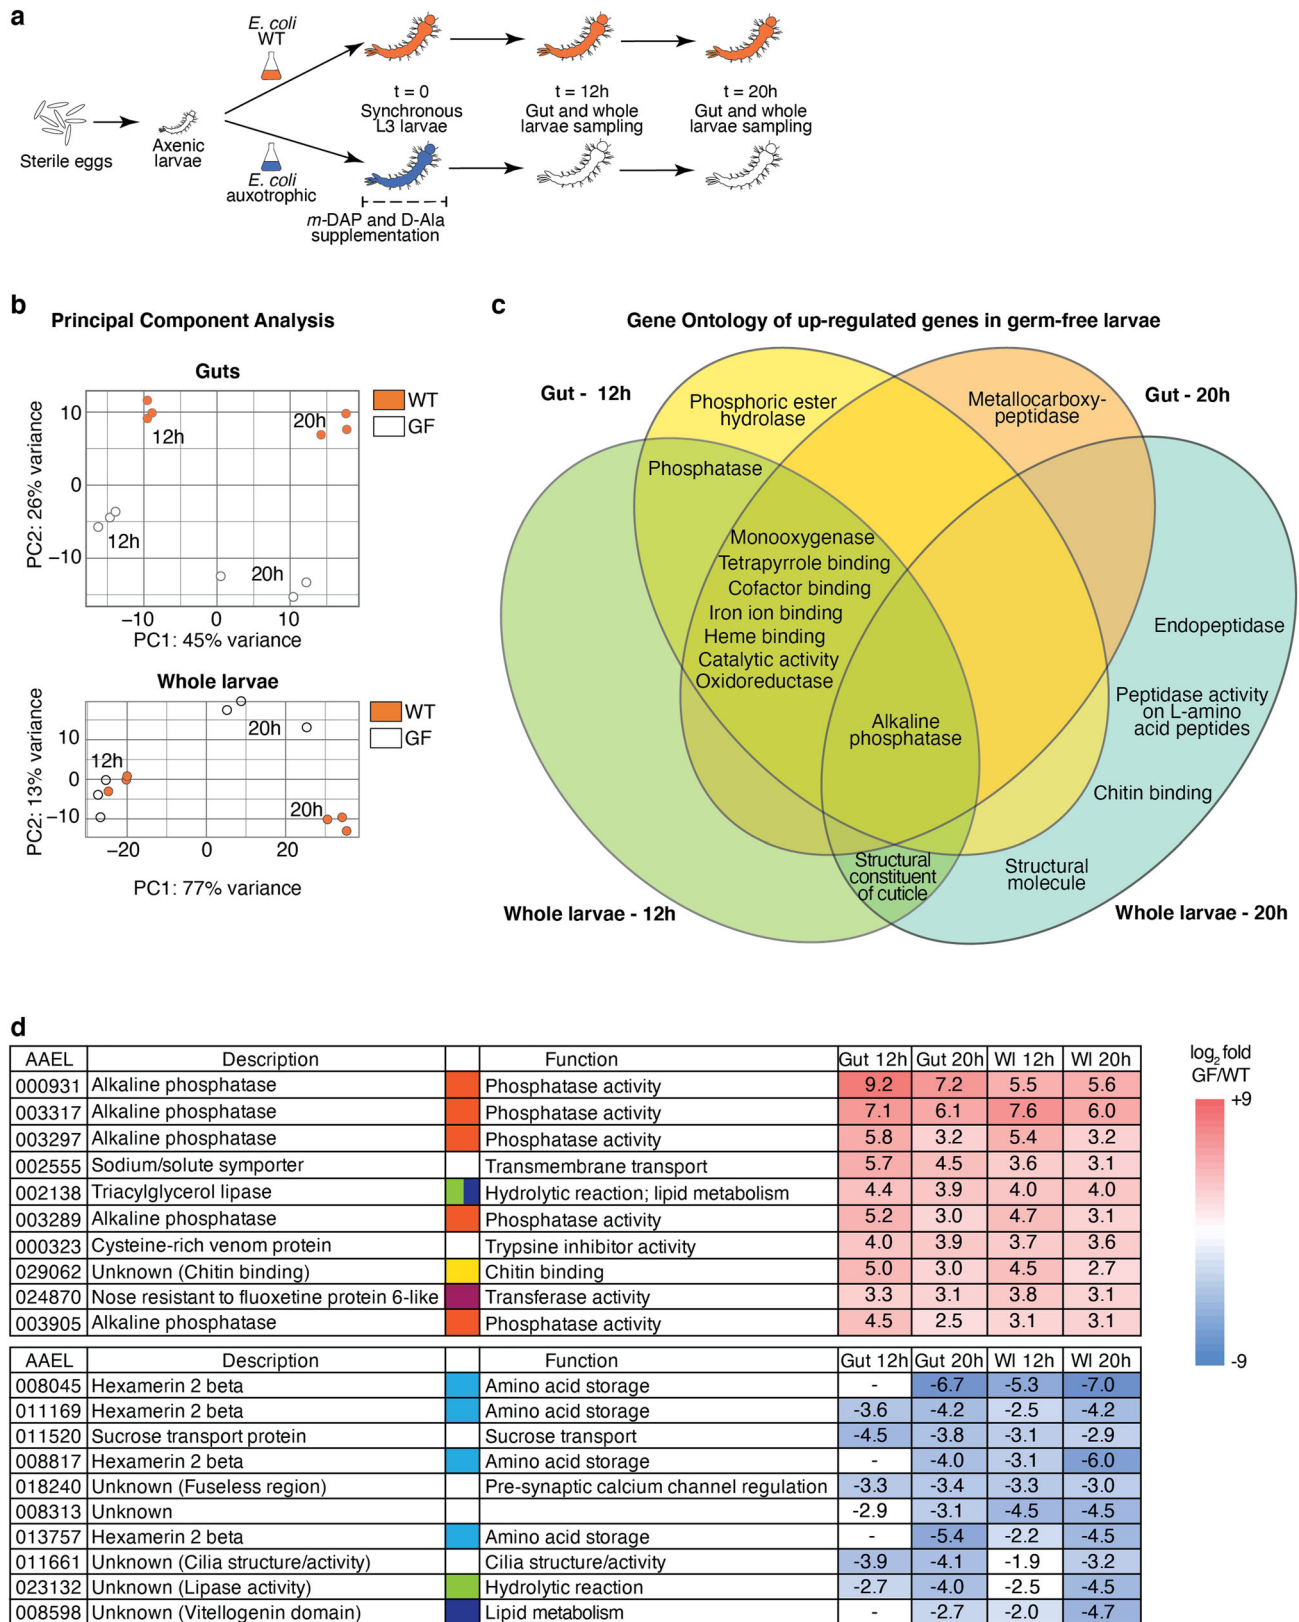 a
E. coli
WT
Sterile eggs
Axenic
larvae
E. coli
auxotrophic
t = 0
Synchronous
L3 larvae
t = 12h
Gut and whole
larvae sampling
t = 20h
Gut and whole
larvae sampling
m-DAP and D-Ala
supplementation
b
Principal Component Analysis
Guts
PC2: 26% variance
10
0
−10
12h
20h
12h
20h
WT
GF
−10 0 10
PC1: 45% variance
Whole larvae
PC2: 13% variance
10
0
−10
12h
20h
20h
WT
GF
−20 0 20
PC1: 77% variance
c
Gene Ontology of up-regulated genes in germ-free larvae
Gut - 12h
Gut - 20h
Phosphoric ester
hydrolase
Metallocarboxy-
peptidase
Phosphatase
Monooxygenase
Tetrapyrrole binding
Cofactor binding
Iron ion binding
Heme binding
Catalytic activity
Oxidoreductase
Alkaline
phosphatase
Endopeptidase
Peptidase activity
on L-amino
acid peptides
Chitin binding
Structural
constituent
of cuticle
Structural
molecule
Whole larvae - 12h
Whole larvae - 20h
d
AAEL Description Function Gut 12h Gut 20h Wl 12h Wl 20h
000931 Alkaline phosphatase Phosphatase activity 9.2 7.2 5.5 5.6
003317 Alkaline phosphatase Phosphatase activity 7.1 6.1 7.6 6.0
003297 Alkaline phosphatase Phosphatase activity 5.8 3.2 5.4 3.2
002555 Sodium/solute symporter Transmembrane transport 5.7 4.5 3.6 3.1
002138 Triacylglycerol lipase Hydrolytic reaction; lipid metabolism 4.4 3.9 4.0 4.0
003289 Alkaline phosphatase Phosphatase activity 5.2 3.0 4.7 3.1
000323 Cysteine-rich venom protein Trypsine inhibitor activity 4.0 3.9 3.7 3.6
029062 Unknown (Chitin binding) Chitin binding 5.0 3.0 4.5 2.7
024870 Nose resistant to fluoxetine protein 6-like Transferase activity 3.3 3.1 3.8 3.1
003905 Alkaline phosphatase Phosphatase activity 4.5 2.5 3.1 3.1
AAEL Description Function Gut 12h Gut 20h Wl 12h Wl 20h
008045 Hexamerin 2 beta Amino acid storage - -6.7 -5.3 -7.0
011169 Hexamerin 2 beta Amino acid storage -3.6 -4.2 -2.5 -4.2
011520 Sucrose transport protein Sucrose transport -4.5 -3.8 -3.1 -2.9
008817 Hexamerin 2 beta Amino acid storage - -4.0 -3.1 -6.0
018240 Unknown (Fuseless region) Pre-synaptic calcium channel regulation -3.3 -3.4 -3.3 -3.0
008313 Unknown -2.9 -3.1 -4.5 -4.5
013757 Hexamerin 2 beta Amino acid storage - -5.4 -2.2 -4.5
011661 Unknown (Cilia structure/activity) Cilia structure/activity -3.9 -4.1 -1.9 -3.2
023132 Unknown (Lipase activity) Hydrolytic reaction -2.7 -4.0 -2.5 -4.5
008598 Unknown (Vitellogenin domain) Lipid metabolism - -2.7 -2.0 -4.7
log2 fold
GF/WT
+9
-9